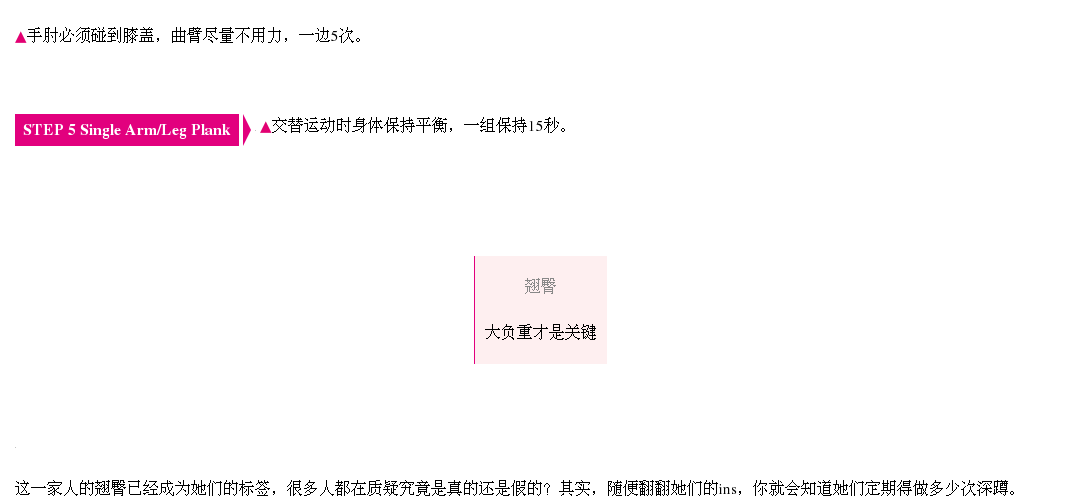 ▲手肘必须碰到膝盖，曲臂尽量不用力，一边5次。
STEP 5 Single Arm/Leg Plank ▲交替运动时身体保持平衡，一组保持15秒。
翘臀
大负重才是关键
这一家人的翘臀已经成为她们的标签，很多人都在质疑究竟是真的还是假的？其实，随便翻翻她们的ins，你就会知道她们定期得做多少次深蹲。